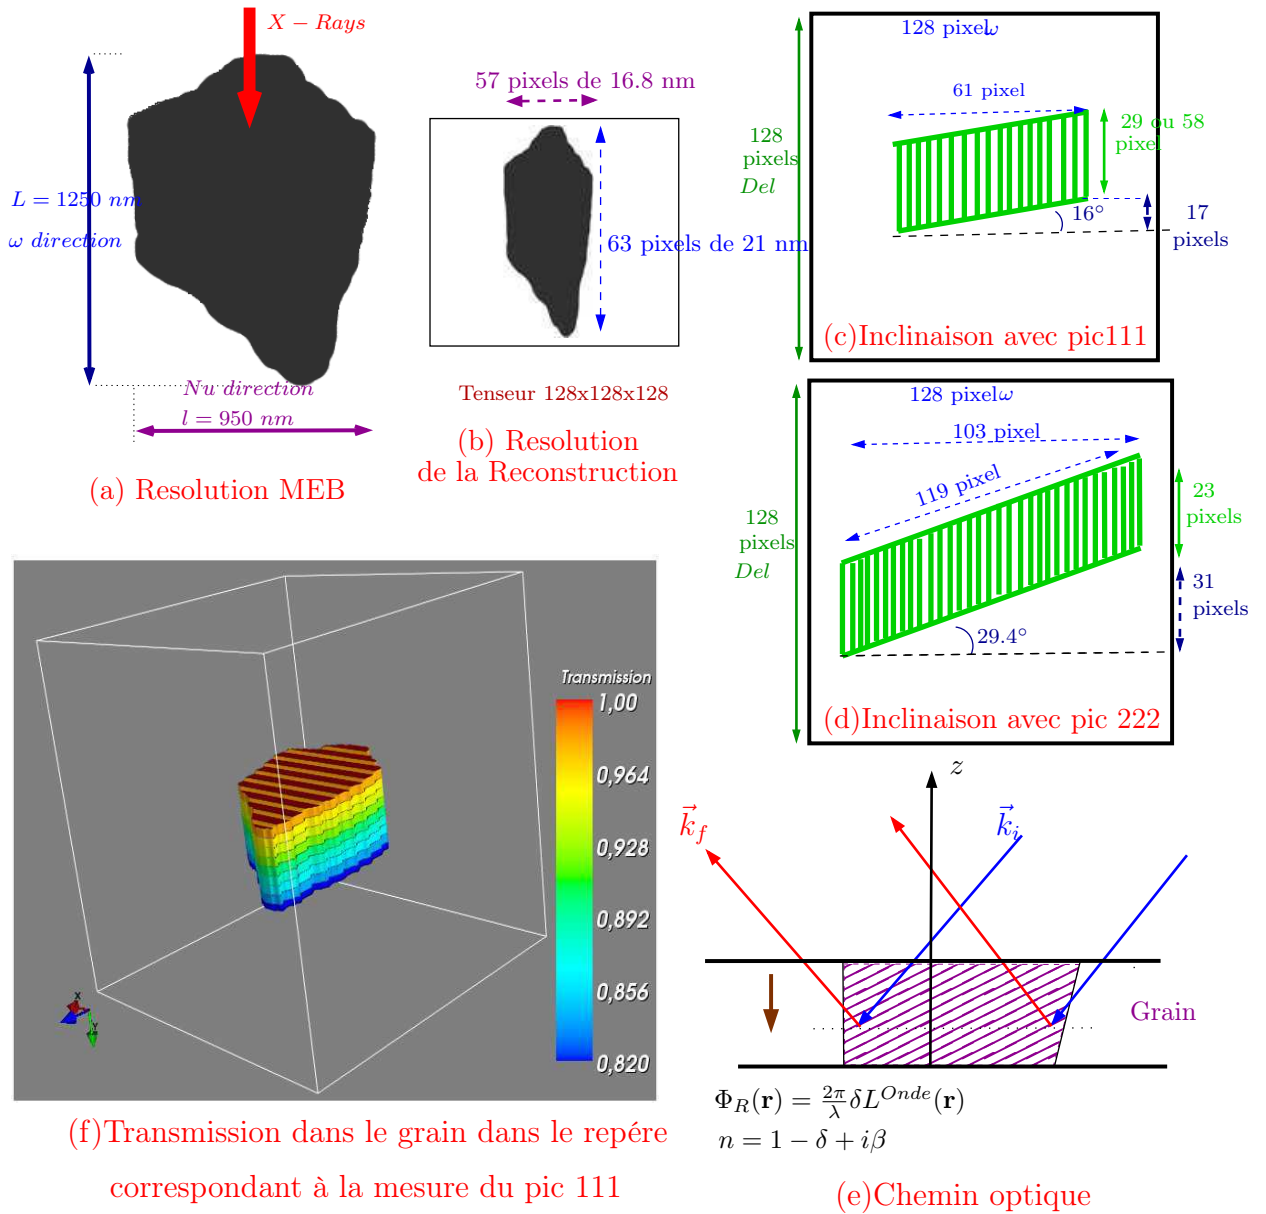 X − Rays
L = 1250 nm
ω direction
Nu direction
l = 950 nm
(a) Resolution MEB
57 pixels de 16.8 nm
63 pixels de 21 nm
Tenseur 128x128x128
(b) Resolution
de la Reconstruction
128 pixel ω
61 pixel
29 ou 58
pixel
128
pixels
Del
16°
17
pixels
(c)Inclinaison avec pic111
128 pixel ω
103 pixel
119 pixel
23
pixels
128
pixels
Del
31
pixels
29.4°
(d)Inclinaison avec pic 222
Transmission
1,00
0,964
0,928
0,892
0,856
0,820
X
Y
(f)Transmission dans le grain dans le repére
correspondant à la mesure du pic 111
z
k⃗_f
k⃗_i
Grain
Φ_R(r) = 2π/λ δL^{Onde}(r)
n = 1 − δ + iβ
(e)Chemin optique